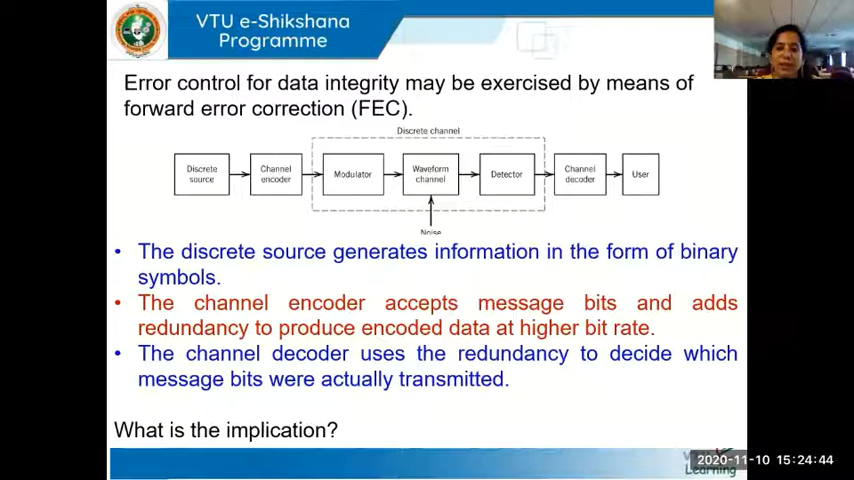 VTU e-Shikshana
Programme
Error control for data integrity may be exercised by means of
forward error correction (FEC).
Discrete channel
Discrete
source
Channel
encoder
Modulator
Waveform
channel
Detector
Channel
decoder
User
Noise
• The discrete source generates information in the form of binary
symbols.
• The channel encoder accepts message bits and adds
redundancy to produce encoded data at higher bit rate.
• The channel decoder uses the redundancy to decide which
message bits were actually transmitted.
What is the implication?
2020-11-10 15:24:44
Learning